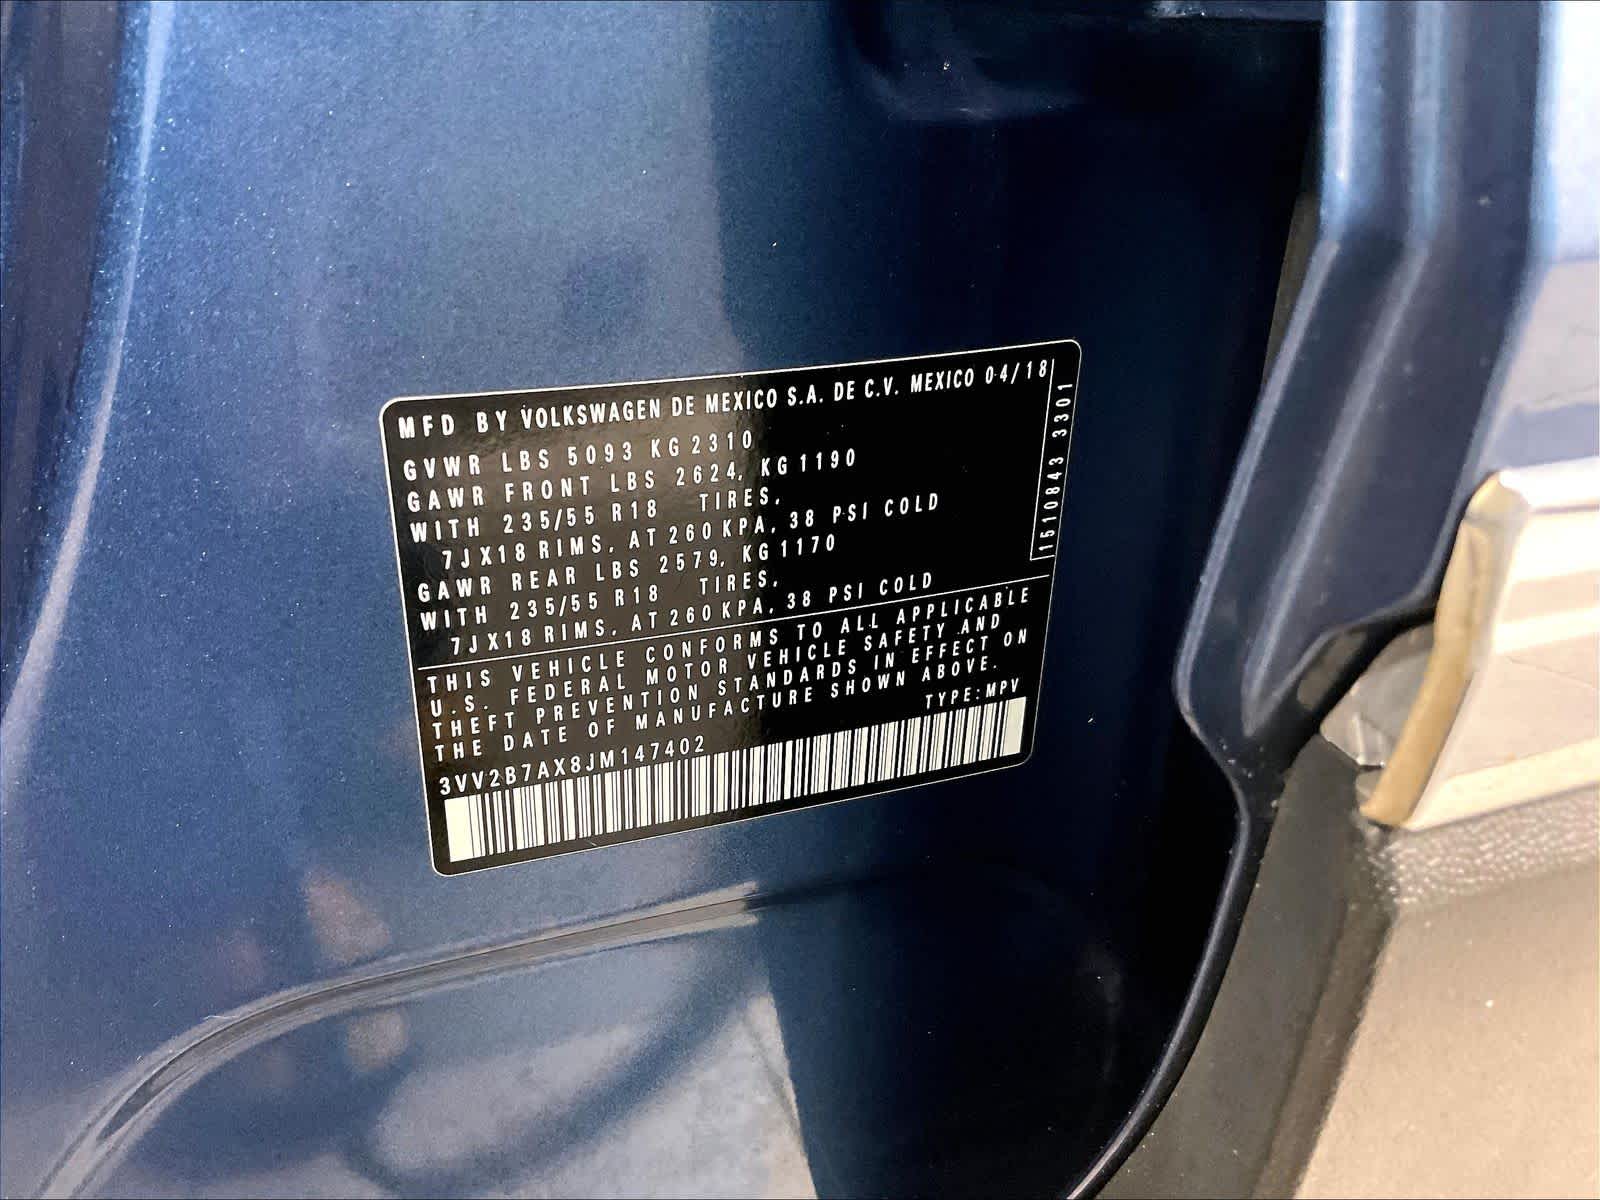 MFD BY VOLKSWAGEN DE MEXICO S.A. DE C.V. MEXICO 04/18
GVWR LBS 5093 KG 2310
GAWR FRONT LBS 2624, KG 1190
WITH 235/55 R18 TIRES,
7JX18 RIMS, AT 260 KPA, 38 PSI COLD
GAWR REAR LBS 2579, KG 1170
WITH 235/55 R18 TIRES,
7JX18 RIMS, AT 260 KPA, 38 PSI COLD
1510843 3301
THIS VEHICLE CONFORMS TO ALL APPLICABLE
U.S. FEDERAL MOTOR VEHICLE SAFETY AND
THEFT PREVENTION STANDARDS IN EFFECT ON
THE DATE OF MANUFACTURE SHOWN ABOVE.
TYPE: MPV
3VV2B7AX8JM147402